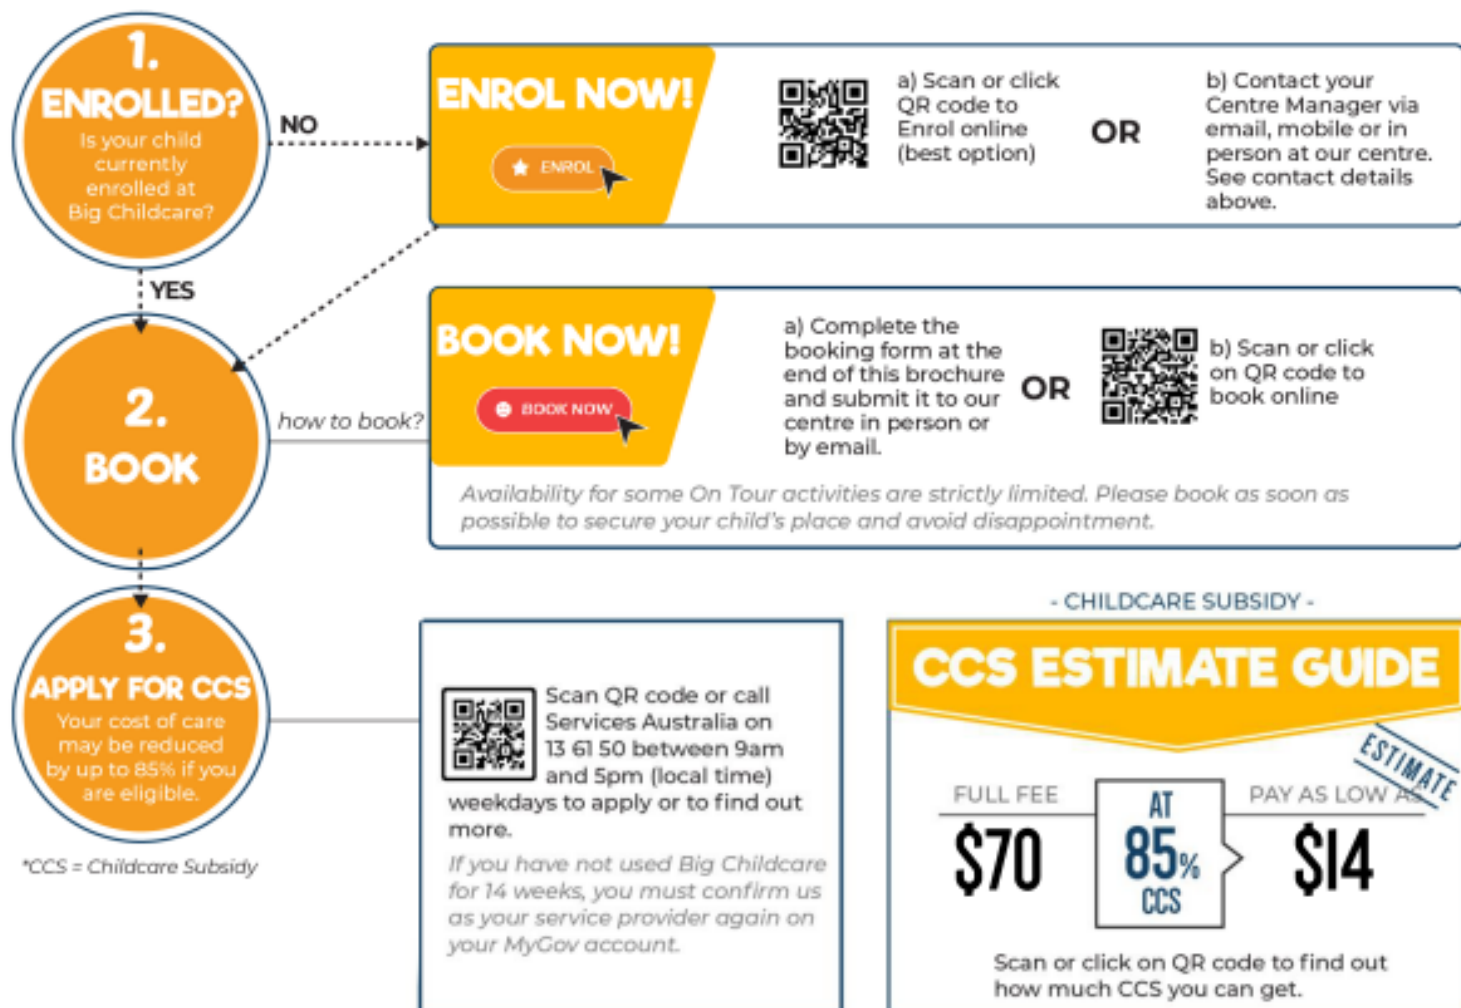 1.
ENROLLED?
Is your child
currently
enrolled at
Big Childcare?
NO
YES
ENROL NOW!
ENROL
a) Scan or click
QR code to
Enrol online
(best option)
OR
b) Contact your
Centre Manager via
email, mobile or in
person at our centre.
See contact details
above.
2.
BOOK
how to book?
BOOK NOW!
BOOK NOW
a) Complete the
booking form at the
end of this brochure
and submit it to our
centre in person or
by email.
OR
b) Scan or click
on QR code to
book online
Availability for some On Tour activities are strictly limited. Please book as soon as
possible to secure your child's place and avoid disappointment.
3.
APPLY FOR CCS
Your cost of care
may be reduced
by up to 85% if you
are eligible.
*CCS = Childcare Subsidy
Scan QR code or call
Services Australia on
13 61 50 between 9am
and 5pm (local time)
weekdays to apply or to find out
more.
If you have not used Big Childcare
for 14 weeks, you must confirm us
as your service provider again on
your MyGov account.
- CHILDCARE SUBSIDY -
CCS ESTIMATE GUIDE
ESTIMATE
FULL FEE
$70
AT
85%
CCS
PAY AS LOW AS
$14
Scan or click on QR code to find out
how much CCS you can get.